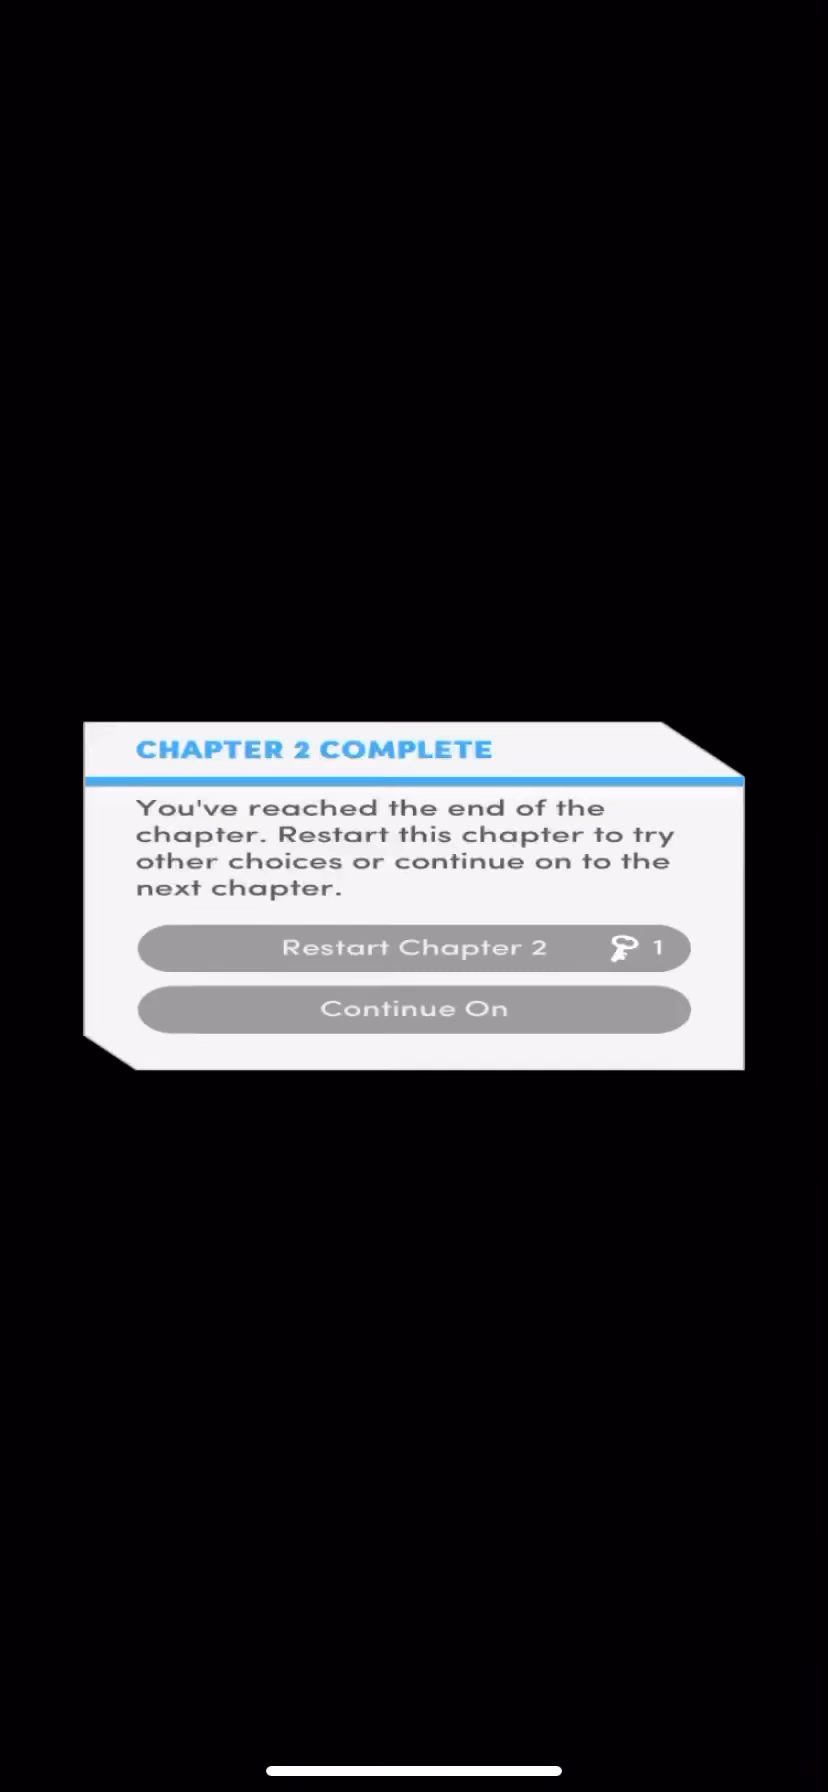 CHAPTER 2 COMPLETE
You've reached the end of the
chapter. Restart this chapter to try
other choices or continue on to the
next chapter.
Restart Chapter 2 1
Continue On